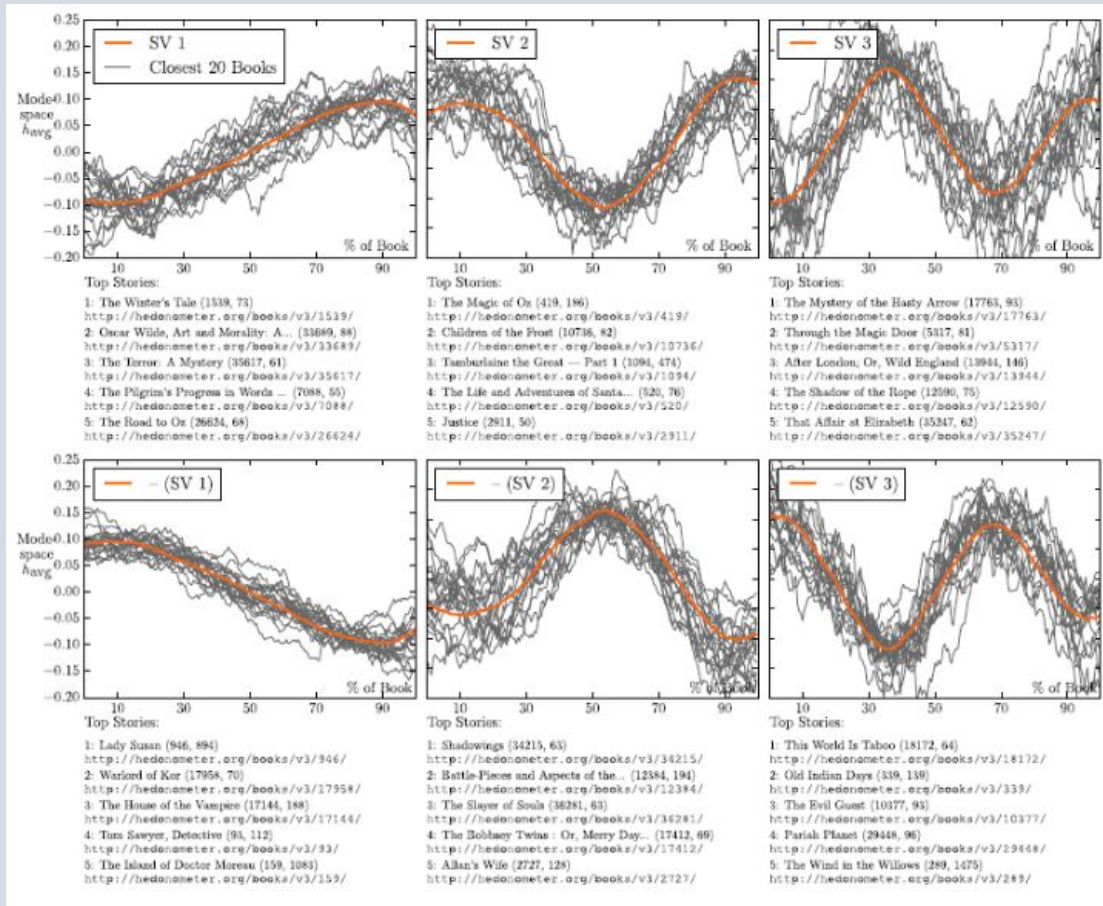 SV 1
Closest 20 Books
SV 2
SV 3
0.25
0.20
0.15
0.10
0.05
0.00
−0.05
−0.10
−0.15
−0.20
Mode
space
havg
% of Book
% of Book
% of Book
10 30 50 70 90
10 30 50 70 90
10 30 50 70 90
Top Stories:
1: The Winter's Tale (1539, 73)
http://hedonometer.org/books/v3/1539/
2: Oscar Wilde, Art and Morality: A... (33689, 88)
http://hedonometer.org/books/v3/33689/
3: The Terror: A Mystery (35617, 61)
http://hedonometer.org/books/v3/35617/
4: The Pilgrim's Progress in Words ... (7088, 55)
http://hedonometer.org/books/v3/7088/
5: The Road to Oz (26624, 68)
http://hedonometer.org/books/v3/26624/
Top Stories:
1: The Magic of Oz (419, 186)
http://hedonometer.org/books/v3/419/
2: Children of the Frost (10736, 82)
http://hedonometer.org/books/v3/10736/
3: Tamburlaine the Great — Part 1 (1094, 474)
http://hedonometer.org/books/v3/1094/
4: The Life and Adventures of Santa... (520, 76)
http://hedonometer.org/books/v3/520/
5: Justice (2911, 50)
http://hedonometer.org/books/v3/2911/
Top Stories:
1: The Mystery of the Hasty Arrow (17763, 93)
http://hedonometer.org/books/v3/17763/
2: Through the Magic Door (5317, 81)
http://hedonometer.org/books/v3/5317/
3: After London; Or, Wild England (13944, 146)
http://hedonometer.org/books/v3/13944/
4: The Shadow of the Rope (12590, 75)
http://hedonometer.org/books/v3/12590/
5: That Affair at Elizabeth (35247, 62)
http://hedonometer.org/books/v3/35247/
− (SV 1)
− (SV 2)
− (SV 3)
0.25
0.20
0.15
0.10
0.05
0.00
−0.05
−0.10
−0.15
−0.20
Mode
space
havg
% of Book
% of Book
% of Book
10 30 50 70 90
10 30 50 70 90
10 30 50 70 90
Top Stories:
1: Lady Susan (946, 894)
http://hedonometer.org/books/v3/946/
2: Warlord of Kor (17958, 70)
http://hedonometer.org/books/v3/17958/
3: The House of the Vampire (17144, 188)
http://hedonometer.org/books/v3/17144/
4: Tom Sawyer, Detective (93, 112)
http://hedonometer.org/books/v3/93/
5: The Island of Doctor Moreau (159, 1083)
http://hedonometer.org/books/v3/159/
Top Stories:
1: Shadowings (34215, 63)
http://hedonometer.org/books/v3/34215/
2: Battle-Pieces and Aspects of the... (12384, 194)
http://hedonometer.org/books/v3/12384/
3: The Slayer of Souls (36281, 63)
http://hedonometer.org/books/v3/36281/
4: The Bobbsey Twins : Or, Merry Day... (17412, 69)
http://hedonometer.org/books/v3/17412/
5: Allan's Wife (2727, 128)
http://hedonometer.org/books/v3/2727/
Top Stories:
1: This World Is Taboo (18172, 64)
http://hedonometer.org/books/v3/18172/
2: Old Indian Days (339, 139)
http://hedonometer.org/books/v3/339/
3: The Evil Guest (10377, 93)
http://hedonometer.org/books/v3/10377/
4: Pariah Planet (29448, 96)
http://hedonometer.org/books/v3/29448/
5: The Wind in the Willows (289, 1475)
http://hedonometer.org/books/v3/289/